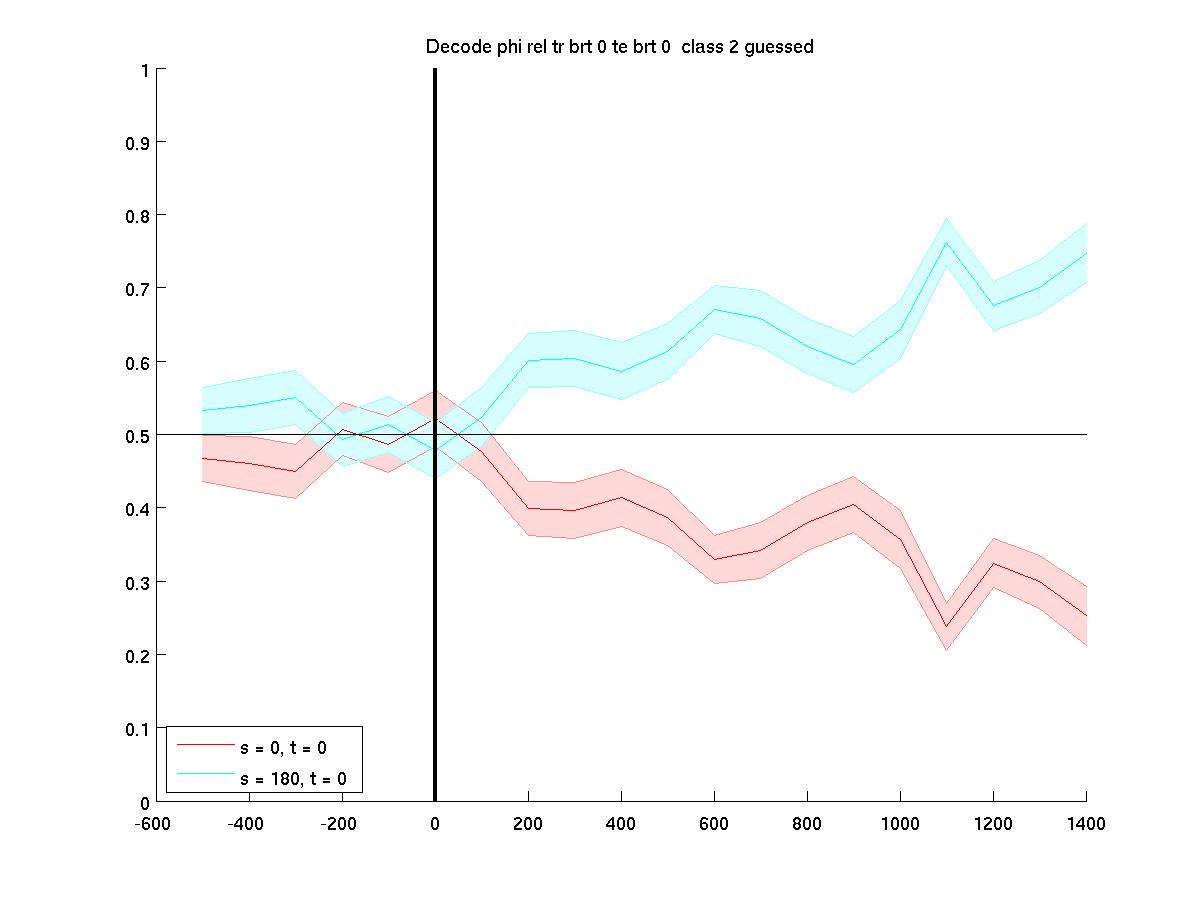 Decode phi rel tr brt 0 te brt 0  class 2 guessed
1
0.9
0.8
0.7
0.6
0.5
0.4
0.3
0.2
0.1
0
s = 0, t = 0
s = 180, t = 0
-600 -400 -200 0 200 400 600 800 1000 1200 1400